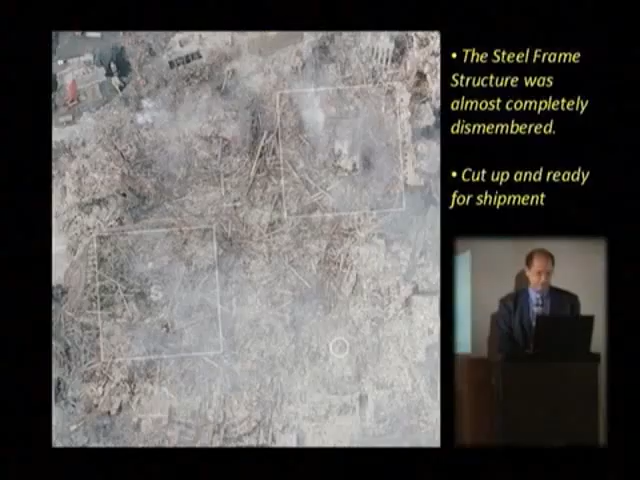 • The Steel Frame
Structure was
almost completely
dismembered.
• Cut up and ready
for shipment
S